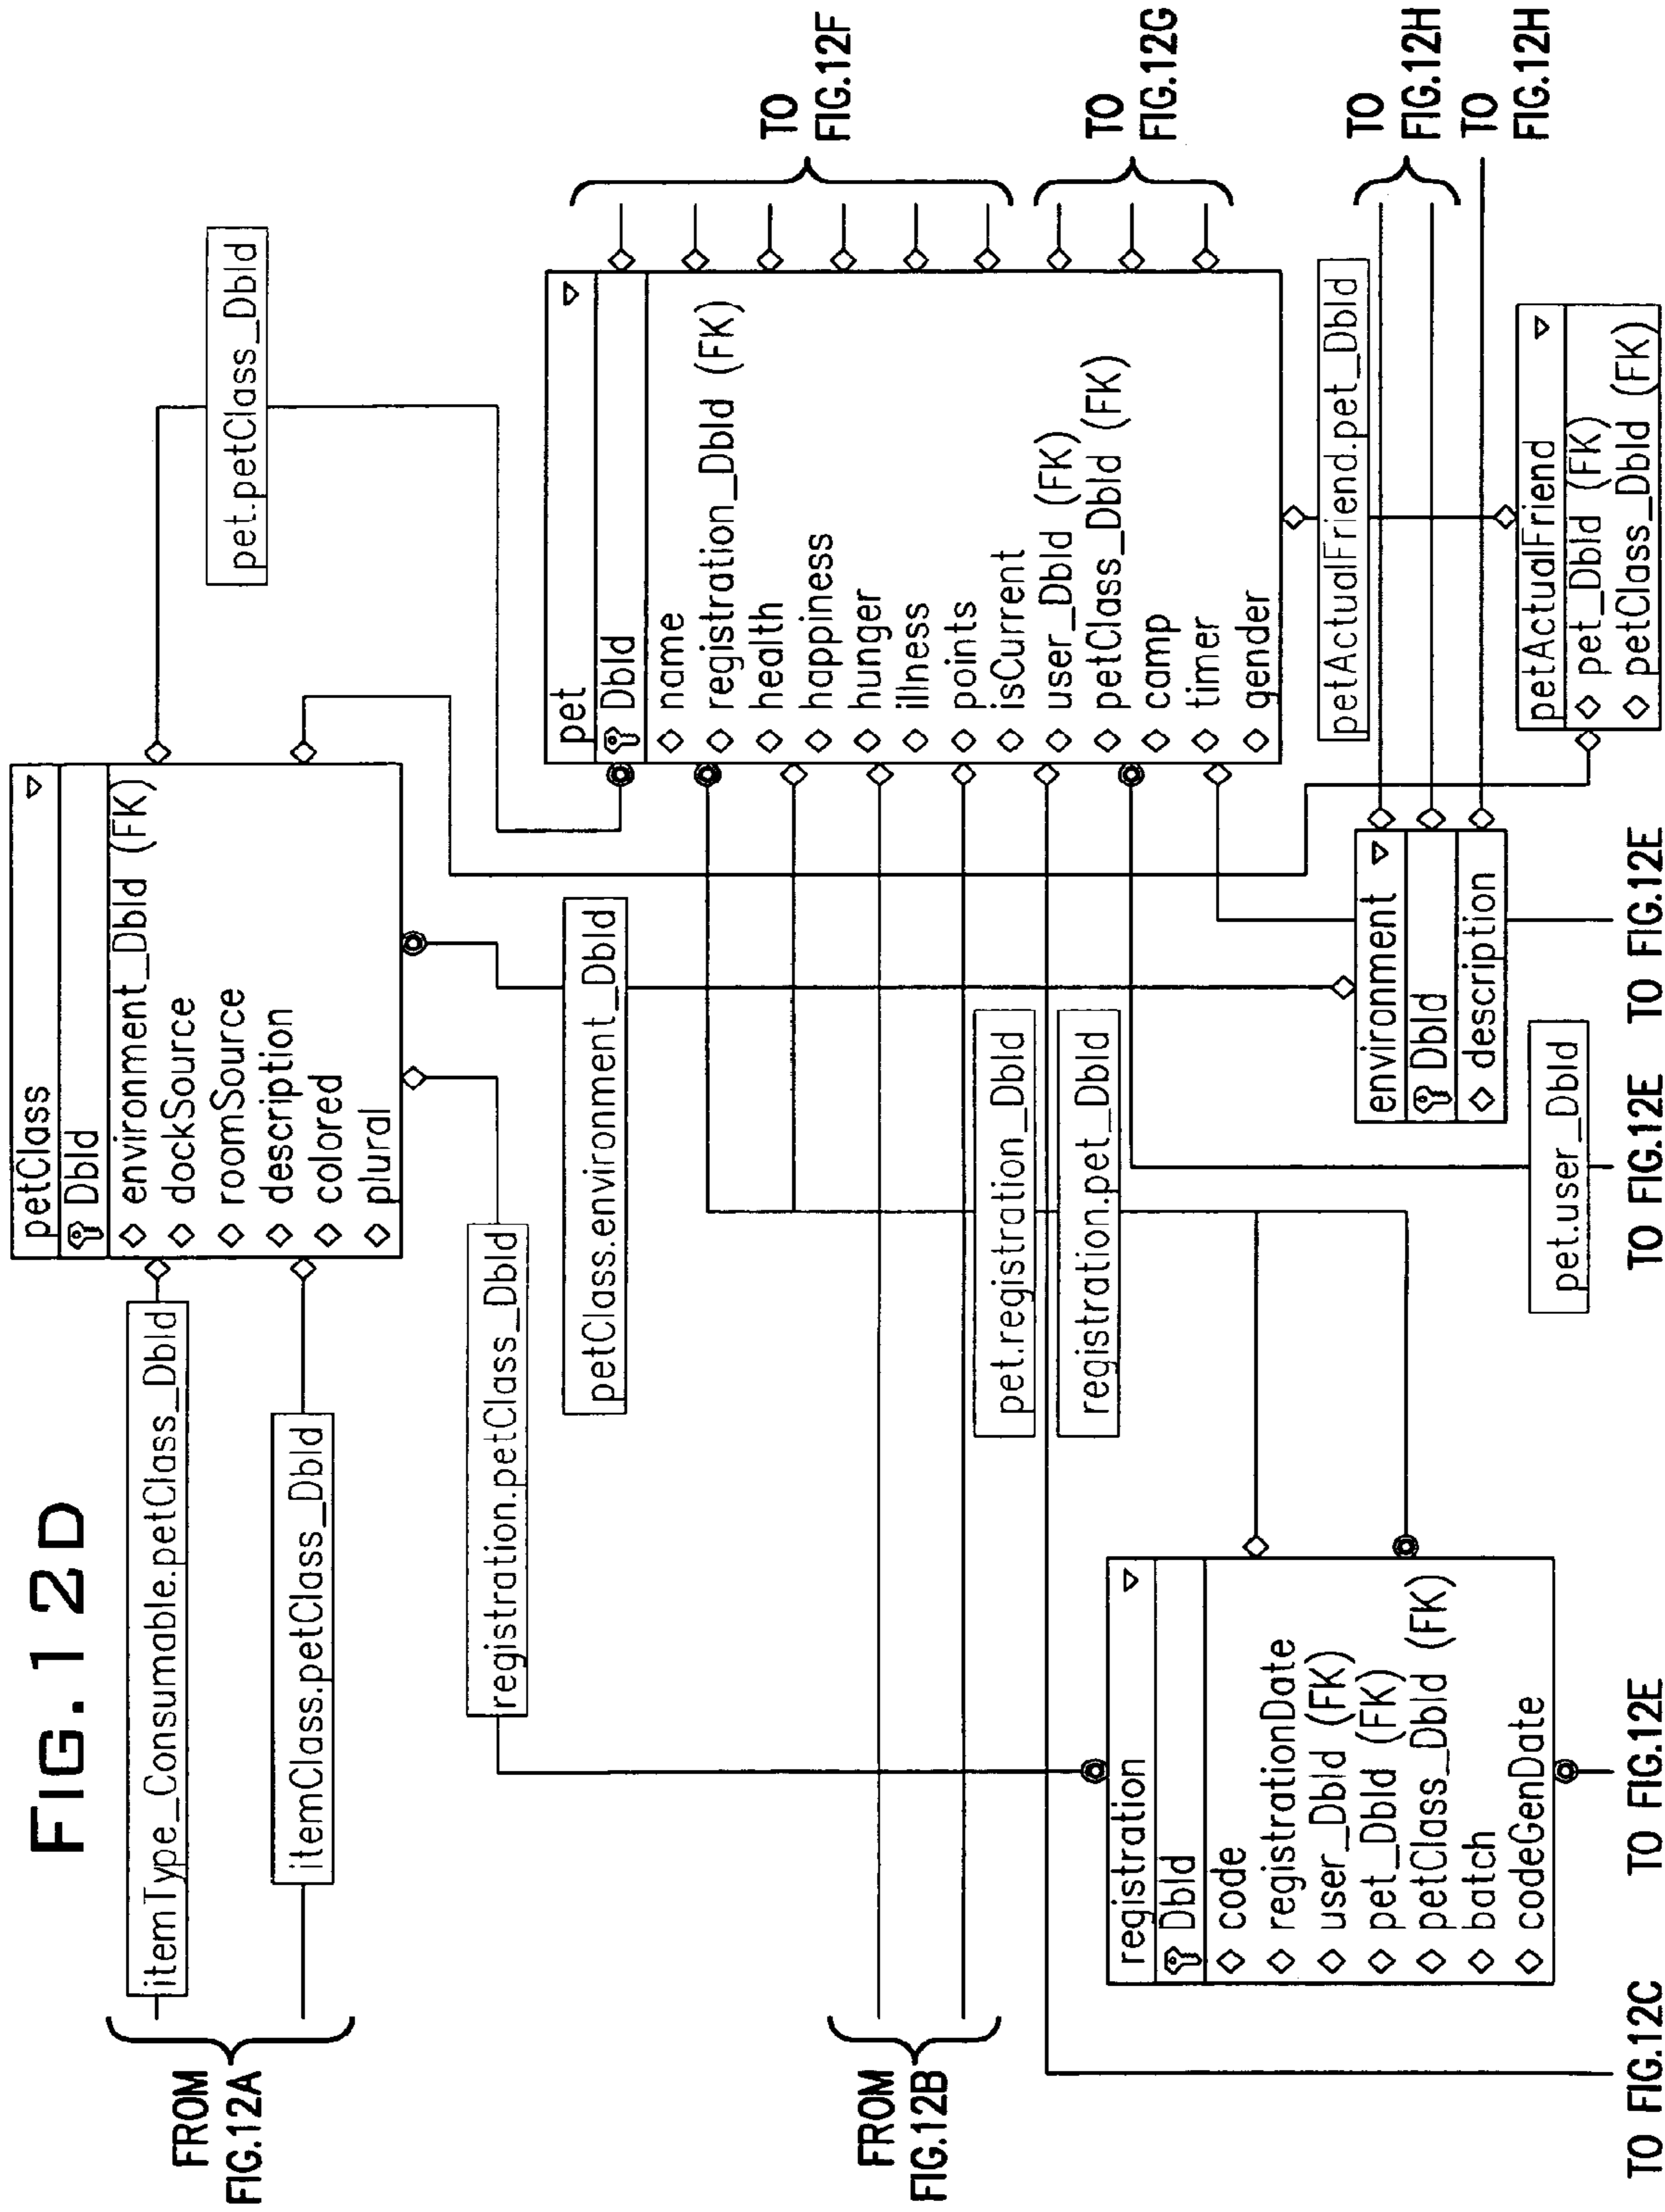 FIG.12D
FROM
FIG.12A
itemType_Consumable.petClass_DbId
itemClass.petClass_DbId
petClass
DbId
environment_DbId (FK)
dockSource
roomSource
description
colored
plural
pet.petClass_DbId
registration.petClass_DbId
petClass.environment_DbId
pet
DbId
name
registration_DbId (FK)
health
happiness
hunger
illness
points
isCurrent
user_DbId (FK)
petClass_DbId (FK)
camp
timer
gender
TO
FIG.12F
TO
FIG.12G
FROM
FIG.12B
pet.registration_DbId
registration.pet_DbId
registration
DbId
code
registrationDate
user_DbId (FK)
pet_DbId (FK)
petClass_DbId (FK)
batch
codeGenDate
petActualFriend.pet_DbId
environment
DbId
description
TO
FIG.12H
TO
FIG.12H
pet.user_DbId
petActualFriend
pet_DbId (FK)
petClass_DbId (FK)
TO FIG.12C
TO FIG.12E
TO FIG.12E
TO FIG.12E